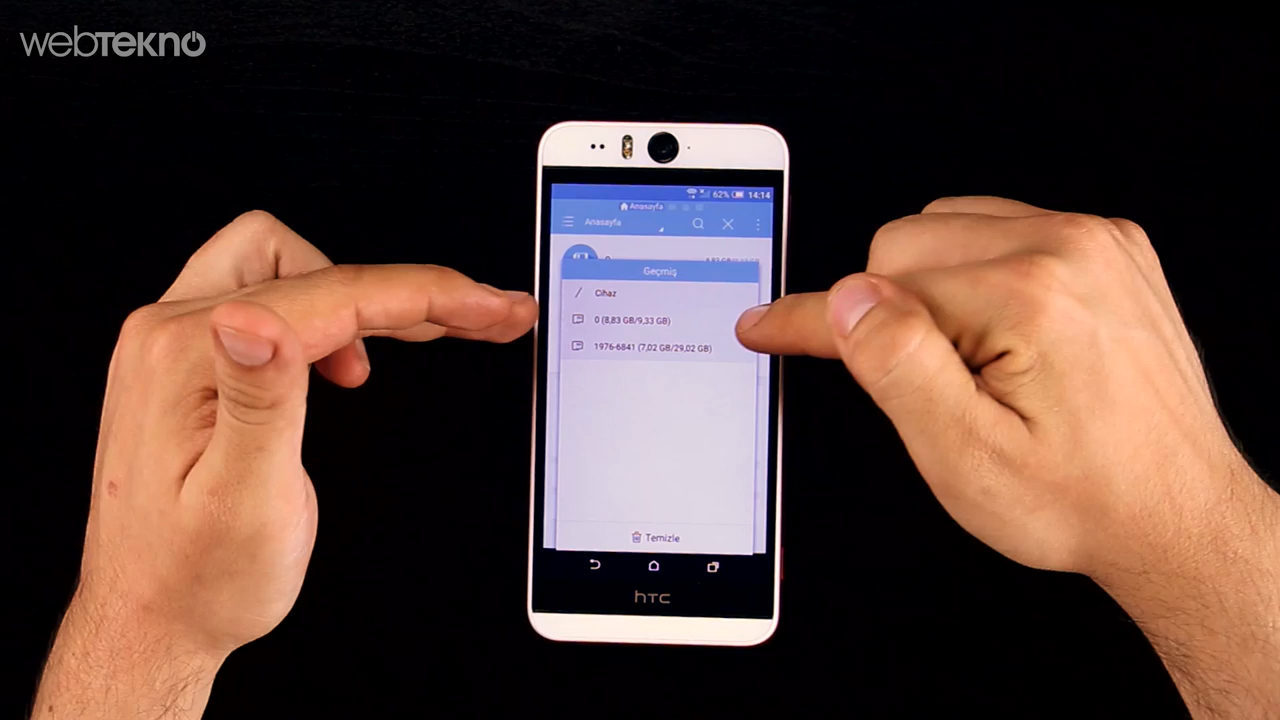 webTEKNO
62% 14:14
Anasayfa
Anasayfa
Geçmiş
Cihaz
0 (8,83 GB/9,33 GB)
1976-6841 (7,02 GB/29,02 GB)
Temizle
hTC